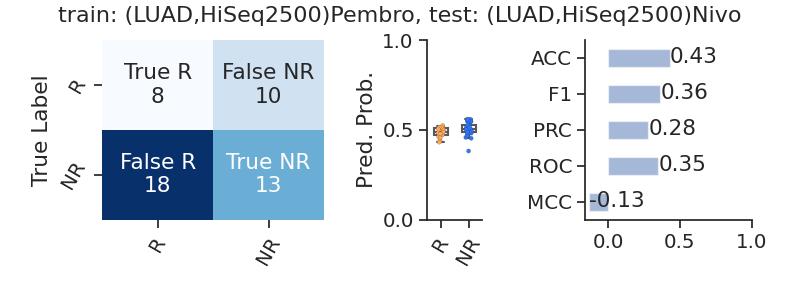 train: (LUAD,HiSeq2500)Pembro, test: (LUAD,HiSeq2500)Nivo
True Label
R
NR
True R
8
False NR
10
False R
18
True NR
13
R
NR
Pred. Prob.
1.0
0.5
0.0
R
NR
ACC
0.43
F1
0.36
PRC
0.28
ROC
0.35
MCC
-0.13
0.0
0.5
1.0